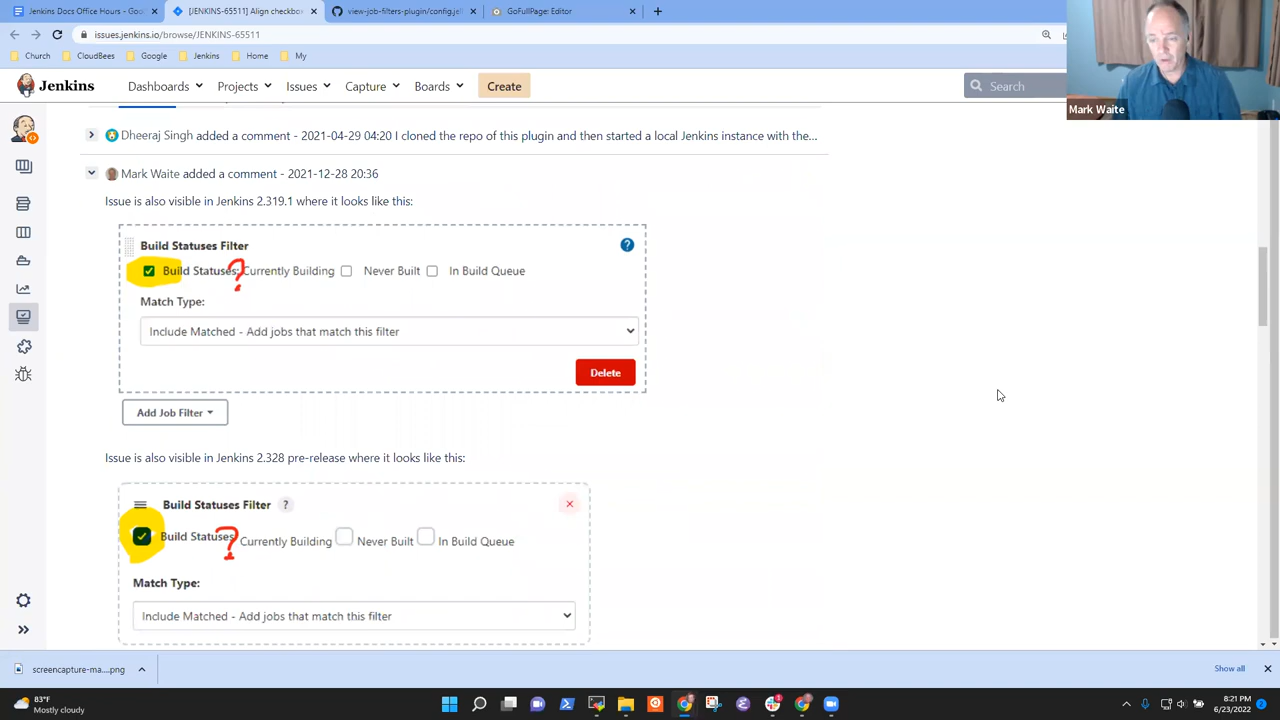 Jenkins Docs Office Hours - G
[JENKINS-65511] Align checkbox
view-job-filters-plugin/config.jell
GoFullPage: Editor
issues.jenkins.io/browse/JENKINS-65511
Church
CloudBees
Google
Jenkins
Home
My
Mark Waite
Jenkins
Dashboards
Projects
Issues
Capture
Boards
Create
Search
Dheeraj Singh added a comment - 2021-04-29 04:20 I cloned the repo of this plugin and then started a local Jenkins instance with the...
Mark Waite added a comment - 2021-12-28 20:36
Issue is also visible in Jenkins 2.319.1 where it looks like this:
Build Statuses Filter
?
Build Statuses: ? Currently Building Never Built In Build Queue
Match Type:
Include Matched - Add jobs that match this filter
Delete
Add Job Filter
Issue is also visible in Jenkins 2.328 pre-release where it looks like this:
Build Statuses Filter ?
Build Statuses ? Currently Building Never Built In Build Queue
Match Type:
Include Matched - Add jobs that match this filter
screencapture-ma....png
Show all
83°F
Mostly cloudy
8:21 PM
6/23/2022